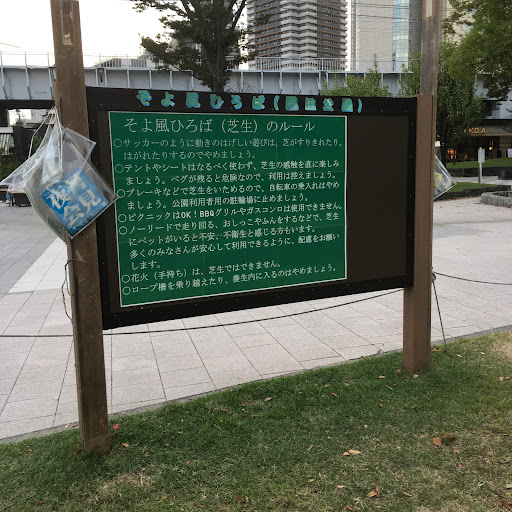 そよ風ひろば
そよ風ひろば（芝生）のルール
○サッカーのように動きのはげしい遊びは、芝がすりきれたり、
はがれたりするのでやめましょう。
○テントやシートはなるべく使わず、芝生の感触を直に楽しみ
ましょう。ペグが残ると危険なので、利用は控えましょう。
○ブレーキなどで芝生をいためるので、自転車の乗入れはやめ
ましょう。公園利用者用の駐輪場に止めましょう。
○ピクニックはOK！BBQグリルやガスコンロは使用できません。
○ノーリードで走り回る、おしっこやふんをするなどで、芝生
にペットがいると不安、不衛生と感じる方もいます。
多くのみなさんが安心して利用できるように、配慮をお願い
します。
○花火（手持ち）は、芝生ではできません。
○ロープ柵を乗り越えたり、養生内に入るのはやめましょう。